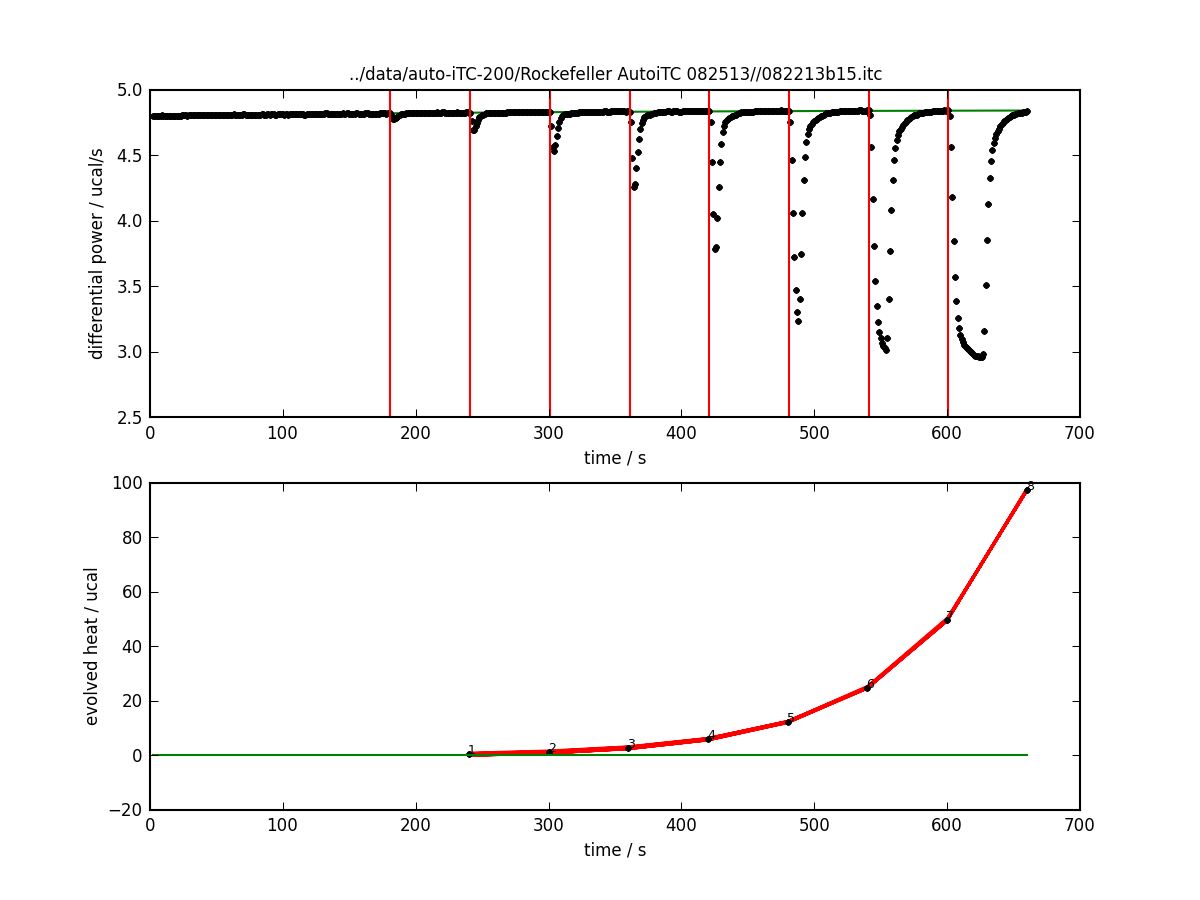 ../data/auto-iTC-200/Rockefeller AutoiTC 082513//082213b15.itc
5.0
4.5
4.0
3.5
3.0
2.5
differential power / ucal/s
0 100 200 300 400 500 600 700
time / s
100
80
60
40
20
0
−20
evolved heat / ucal
1 2 3 4 5 6 7 8
0 100 200 300 400 500 600 700
time / s